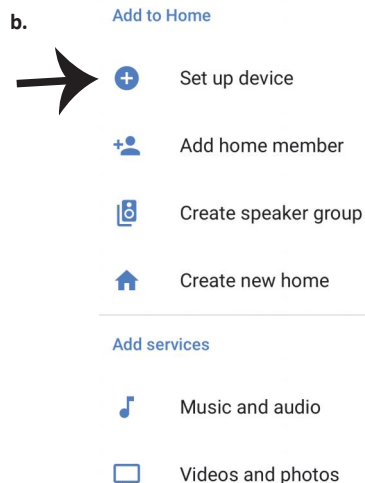 b.
Add to Home
Set up device
Add home member
Create speaker group
Create new home
Add services
Music and audio
Videos and photos